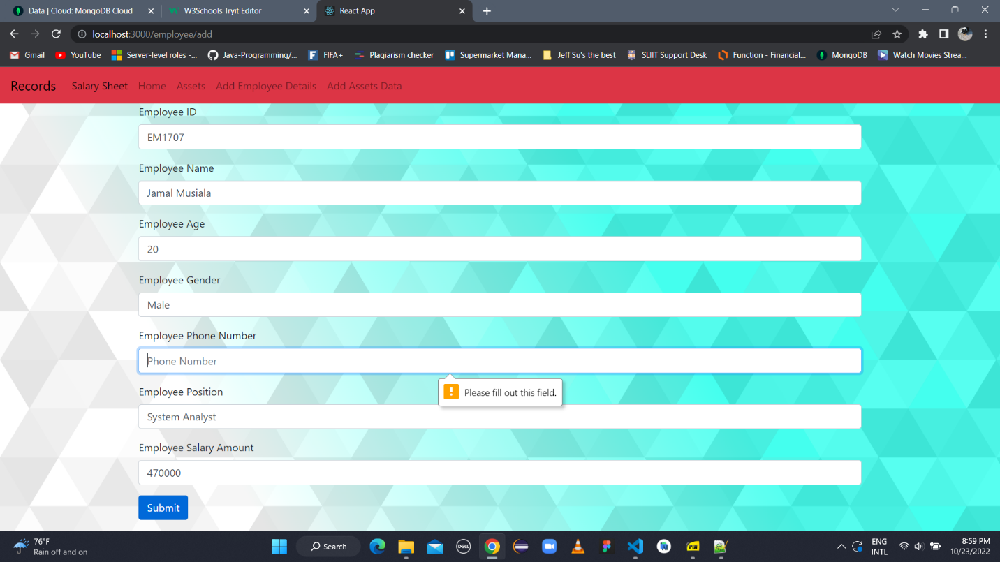 Data | Cloud: MongoDB Cloud
W3Schools Tryit Editor
React App
localhost:3000/employee/add
Gmail
YouTube
Server-level roles -...
Java-Programming/...
FIFA+
Plagiarism checker
Supermarket Mana...
Jeff Su's the best
SLIIT Support Desk
Function - Financial...
MongoDB
Watch Movies Strea...
Records
Salary Sheet
Home
Assets
Add Employee Details
Add Assets Data
Employee ID
EM1707
Employee Name
Jamal Musiala
Employee Age
20
Employee Gender
Male
Employee Phone Number
Phone Number
! Please fill out this field.
Employee Position
System Analyst
Employee Salary Amount
470000
Submit
76°F
Rain off and on
Search
DELL
PDF
ENG
INTL
8:59 PM
10/23/2022